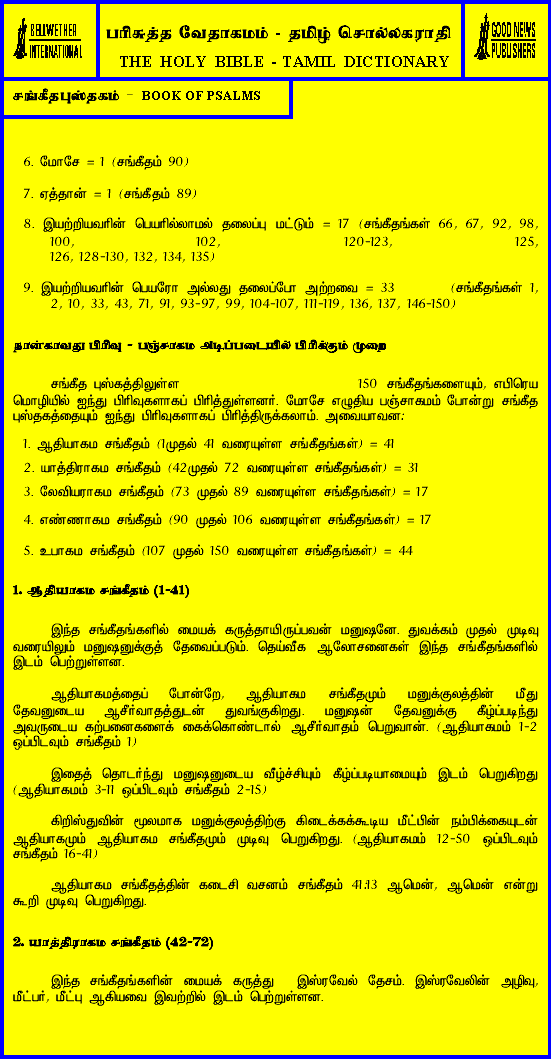 BELLWETHER
INTERNATIONAL
பரிசுத்த வேதாகமம் - தமிழ் சொல்லகராதி
THE HOLY BIBLE - TAMIL DICTIONARY
GOOD NEWS
PUBLISHERS
சங்கீதபுஸ்தகம் - BOOK OF PSALMS
6. மோசே = 1 (சங்கீதம் 90)
7. ஏத்தான் = 1 (சங்கீதம் 89)
8. இயற்றியவரின் பெயரில்லாமல் தலைப்பு மட்டும் = 17 (சங்கீதங்கள் 66, 67, 92, 98,
100, 102, 120-123, 125,
126, 128-130, 132, 134, 135)
9. இயற்றியவரின் பெயரோ அல்லது தலைப்போ அற்றவை = 33 (சங்கீதங்கள் 1,
2, 10, 33, 43, 71, 91, 93-97, 99, 104-107, 111-119, 136, 137, 146-150)
நான்காவது பிரிவு - பஞ்சாகம அடிப்படையில் பிரிக்கும் முறை
சங்கீத புஸ்கத்திலுள்ள 150 சங்கீதங்களையும், எபிரெய
மொழியில் ஐந்து பிரிவுகளாகப் பிரித்துள்ளனர். மோசே எழுதிய பஞ்சாகமம் போன்று சங்கீத
புஸ்தகத்தையும் ஐந்து பிரிவுகளாகப் பிரித்திருக்கலாம். அவையாவன:
1. ஆதியாகம சங்கீதம் (1முதல் 41 வரையுள்ள சங்கீதங்கள்) = 41
2. யாத்திராகம சங்கீதம் (42முதல் 72 வரையுள்ள சங்கீதங்கள்) = 31
3. லேவியராகம சங்கீதம் (73 முதல் 89 வரையுள்ள சங்கீதங்கள்) = 17
4. எண்ணாகம சங்கீதம் (90 முதல் 106 வரையுள்ள சங்கீதங்கள்) = 17
5. உபாகம சங்கீதம் (107 முதல் 150 வரையுள்ள சங்கீதங்கள்) = 44
1. ஆதியாகம சங்கீதம் (1-41)
இந்த சங்கீதங்களில் மையக் கருத்தாயிருப்பவன் மனுஷனே. துவக்கம் முதல் முடிவு
வரையிலும் மனுஷனுக்குத் தேவைப்படும். தெய்வீக ஆலோசனைகள் இந்த சங்கீதங்களில்
இடம் பெற்றுள்ளன.
ஆதியாகமத்தைப் போன்றே, ஆதியாகம சங்கீதமும் மனுக்குலத்தின் மீது
தேவனுடைய ஆசீர்வாதத்துடன் துவங்குகிறது. மனுஷன் தேவனுக்கு கீழ்ப்படிந்து
அவருடைய கற்பனைகளைக் கைக்கொண்டால் ஆசீர்வாதம் பெறுவான். (ஆதியாகமம் 1-2
ஒப்பிடவும் சங்கீதம் 1)
இதைத் தொடர்ந்து மனுஷனுடைய வீழ்ச்சியும் கீழ்ப்படியாமையும் இடம் பெறுகிறது
(ஆதியாகமம் 3-11 ஒப்பிடவும் சங்கீதம் 2-15)
கிறிஸ்துவின் மூலமாக மனுக்குலத்திற்கு கிடைக்கக்கூடிய மீட்பின் நம்பிக்கையுடன்
ஆதியாகமும் ஆதியாகம சங்கீதமும் முடிவு பெறுகிறது. (ஆதியாகமம் 12-50 ஒப்பிடவும்
சங்கீதம் 16-41)
ஆதியாகம சங்கீதத்தின் கடைசி வசனம் சங்கீதம் 41:13 ஆமென், ஆமென் என்று
கூறி முடிவு பெறுகிறது.
2. யாத்திராகம சங்கீதம் (42-72)
இந்த சங்கீதங்களின் மையக் கருத்து இஸ்ரவேல் தேசம். இஸ்ரவேலின் அழிவு,
மீட்பர், மீட்பு ஆகியவை இவற்றில் இடம் பெற்றுள்ளன.